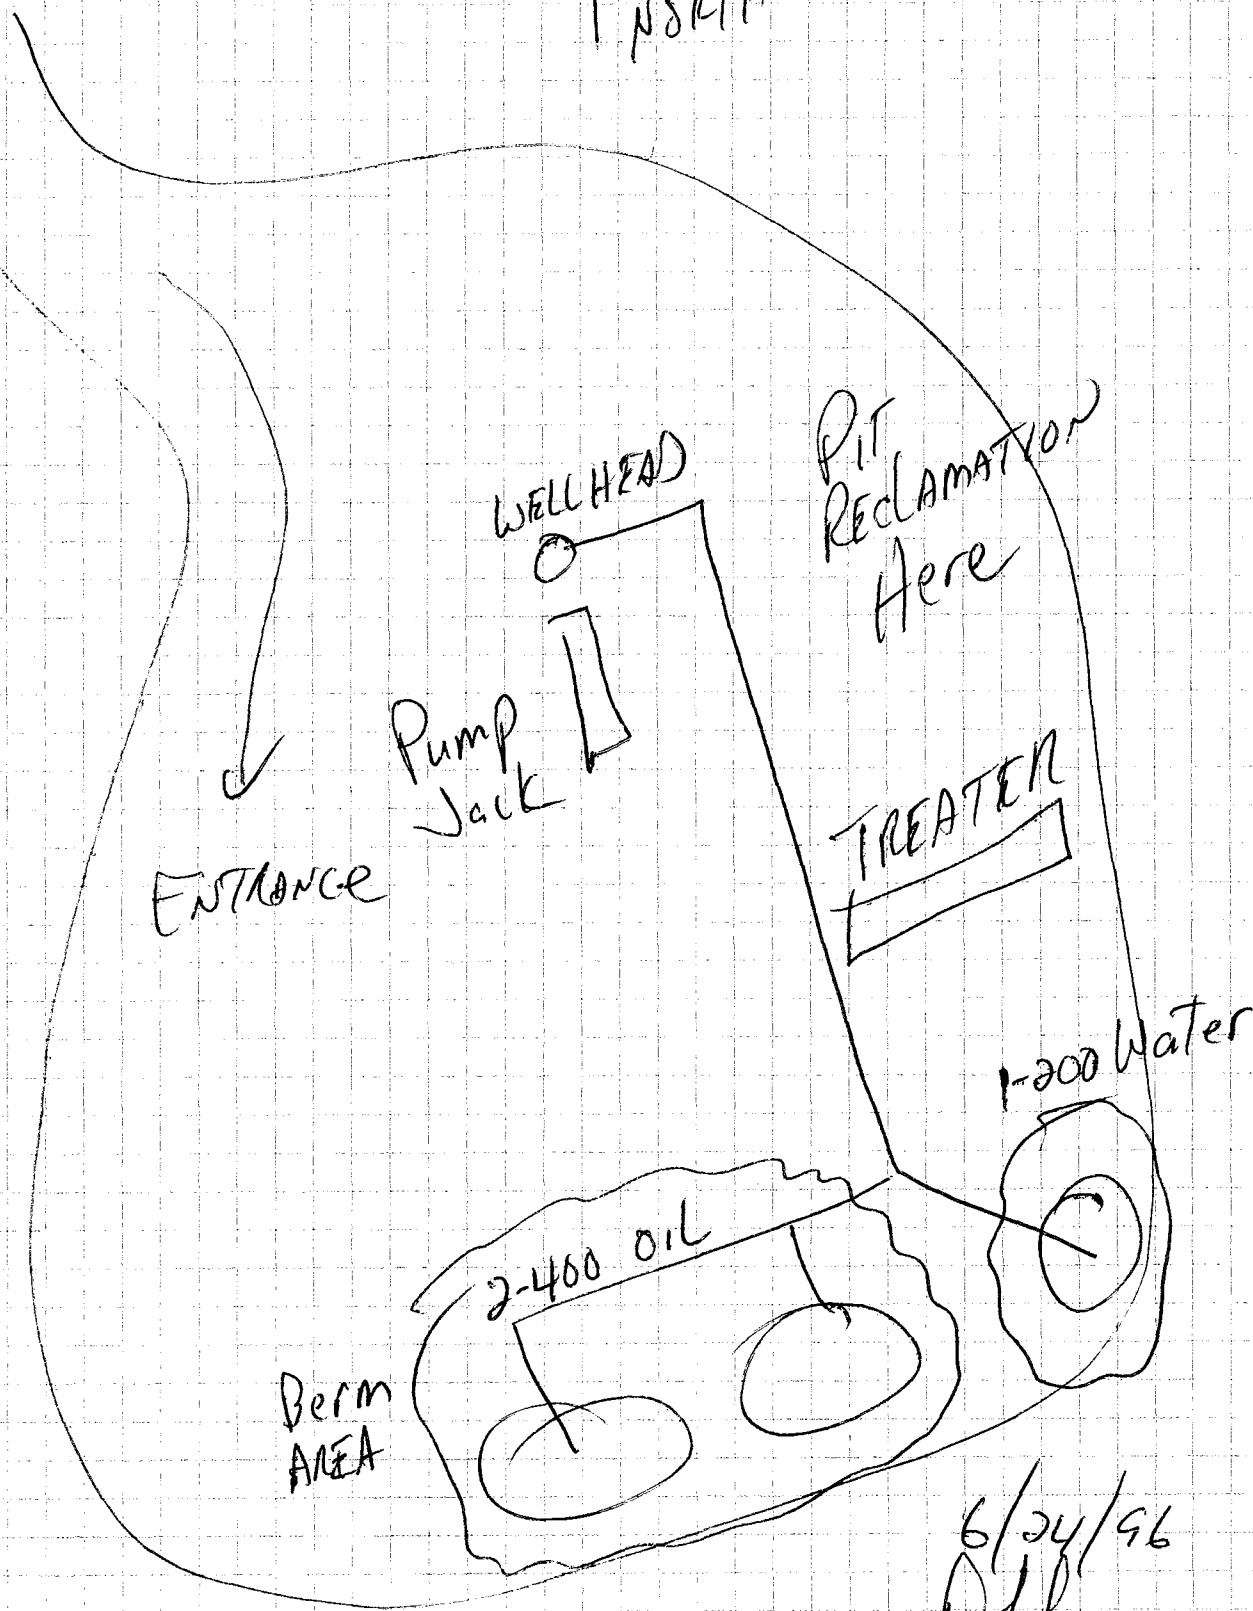 WELLHEAD
PIT
RECLAMATION
Here
Pump
Jack
TREATER
ENTRANCE
1-200 Water
2-400 OIL
Berm
AREA
6/24/96